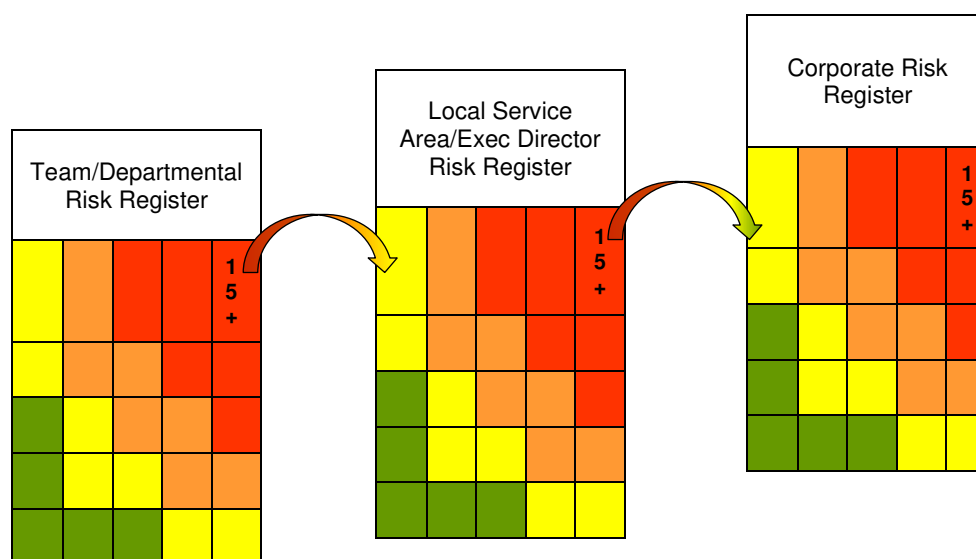 Team/Departmental
Risk Register
1
5
+
Local Service
Area/Exec Director
Risk Register
1
5
+
Corporate Risk
Register
1
5
+